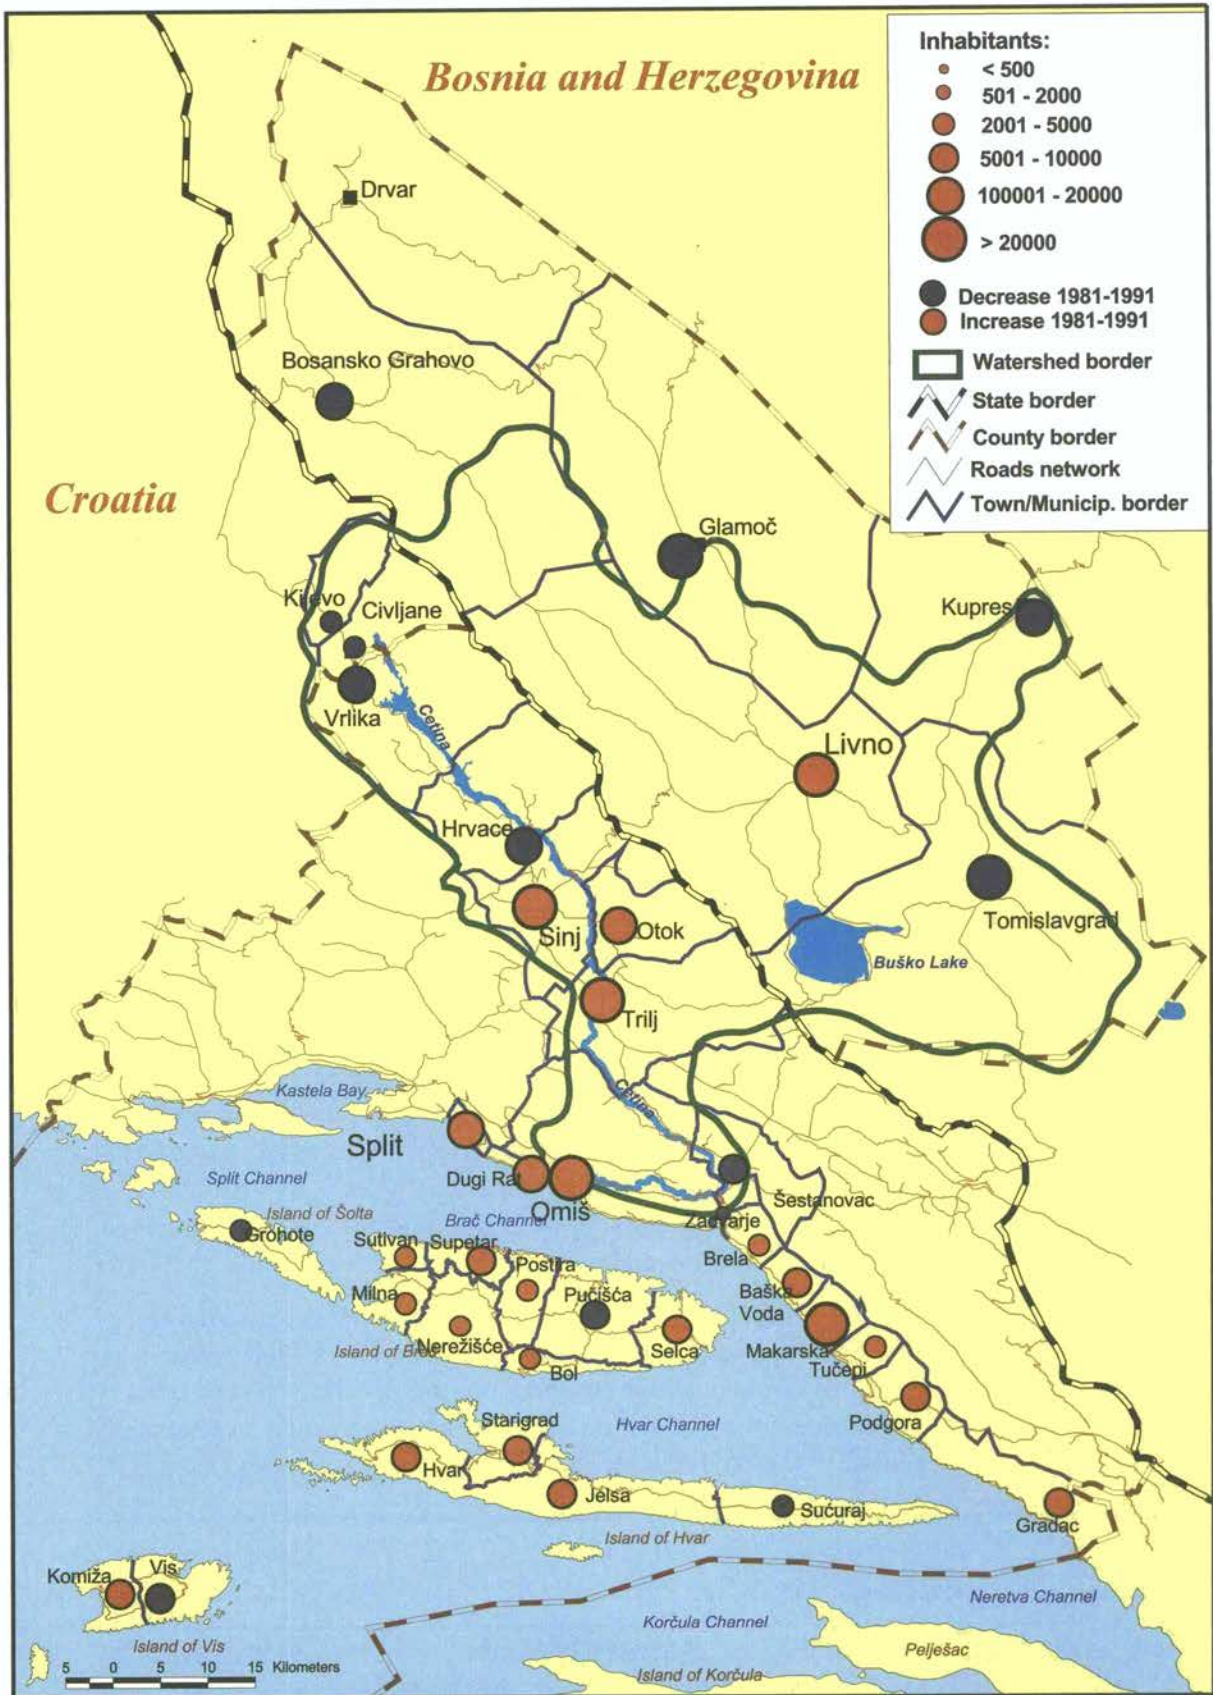 Bosnia and Herzegovina
Inhabitants:
< 500
501 - 2000
2001 - 5000
5001 - 10000
100001 - 20000
> 20000
Decrease 1981-1991
Increase 1981-1991
Watershed border
State border
County border
Roads network
Town/Municip. border
Drvar
Bosansko Grahovo
Croatia
Glamoč
Kijevo
Civljane
Kupres
Vrlika
Cetina
Livno
Hrvace
Tomislavgrad
Sinj
Otok
Buško Lake
Trilj
Kastela Bay
Cetina
Split
Split Channel
Dugi Rat
Omiš
Šestanovac
Island of Šolta
Brač Channel
Zadvarje
Grohote
Sutivan
Supetar
Brela
Postira
Milna
Pučišća
Baška
Voda
Nerežišće
Island of Brač
Selca
Makarska
Bol
Tučepi
Starigrad
Hvar Channel
Podgora
Hvar
Jelsa
Sućuraj
Gradac
Island of Hvar
Komiža
Vis
Neretva Channel
Korčula Channel
Island of Vis
Pelješac
5 0 5 10 15 Kilometers
Island of Korčula